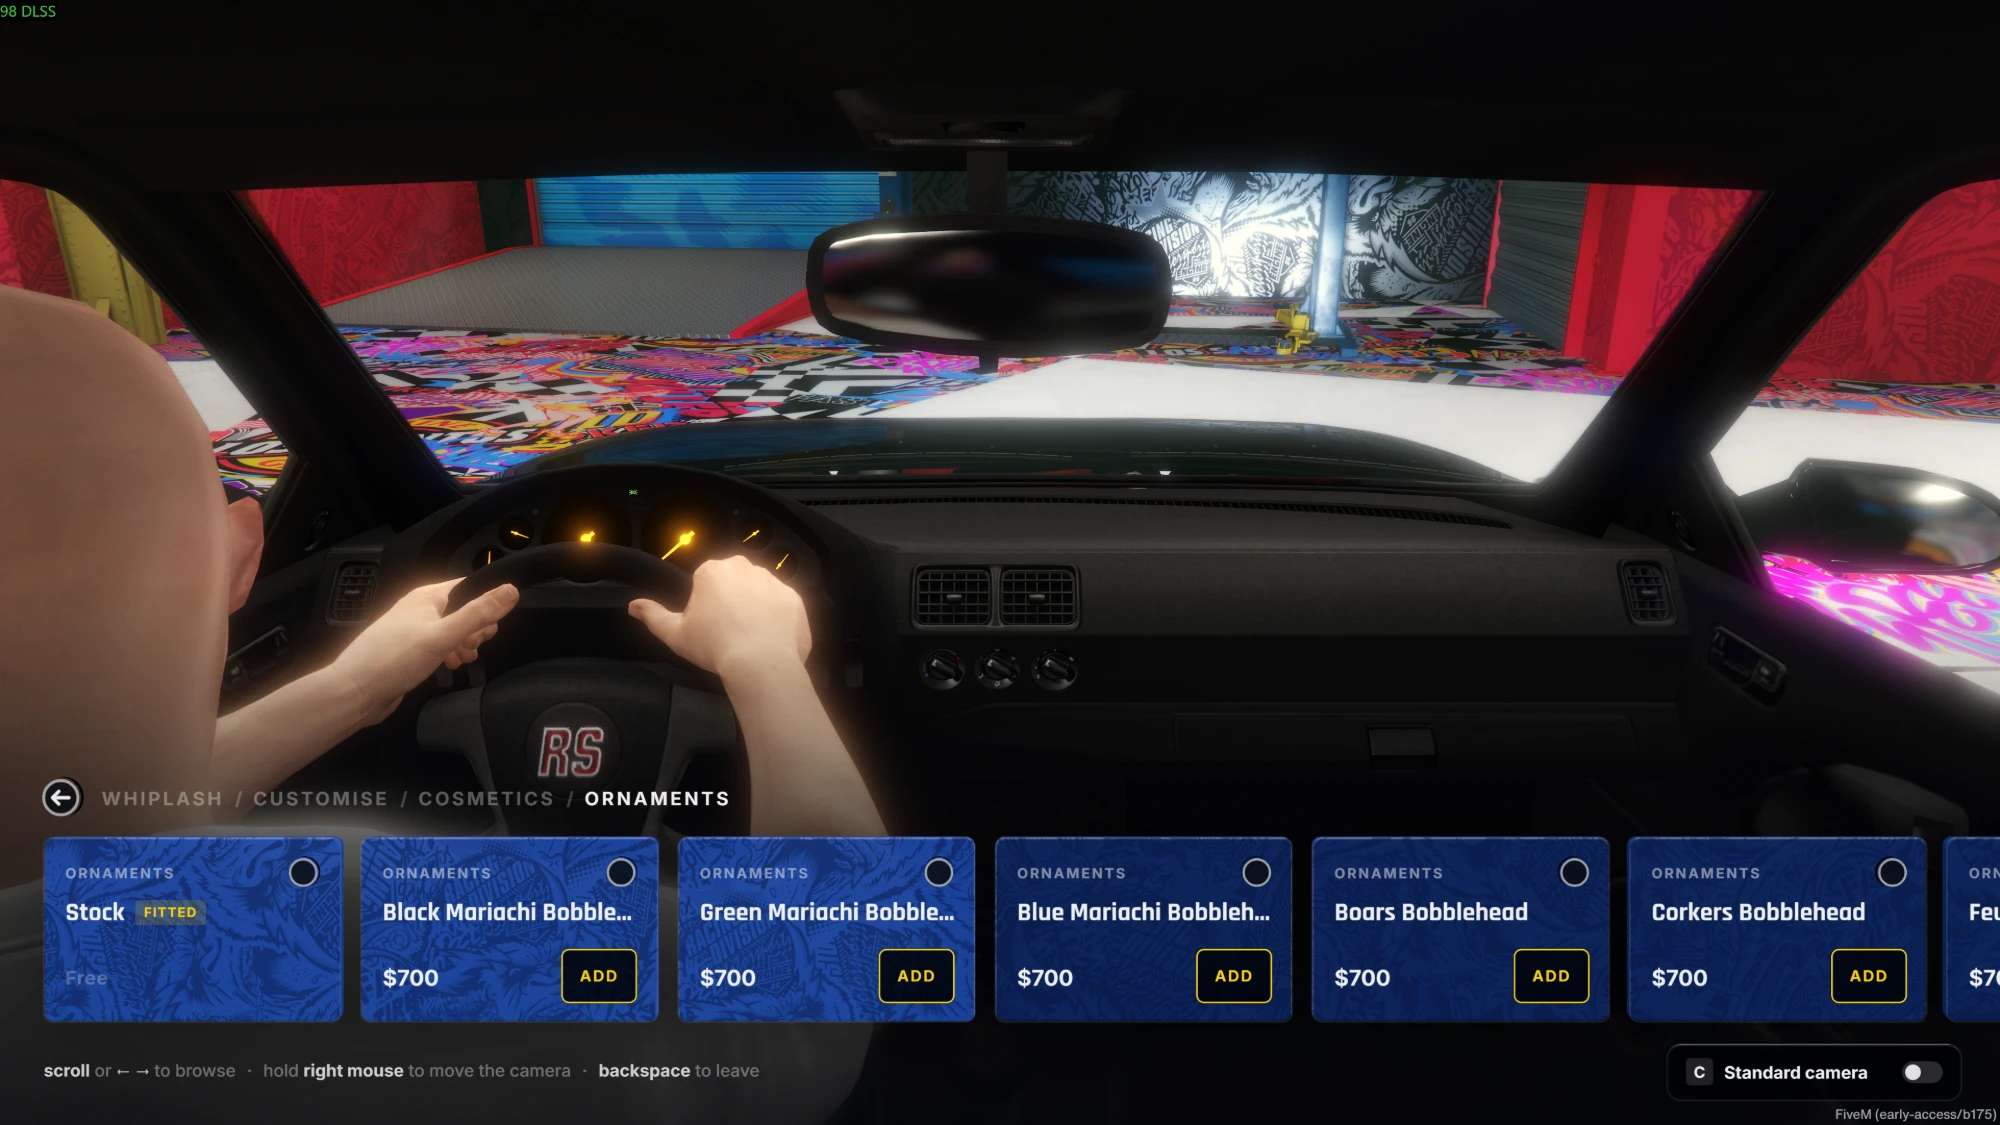 98 DLSS
RS
WHIPLASH / CUSTOMISE / COSMETICS / ORNAMENTS
ORNAMENTS
Stock FITTED
Free
ORNAMENTS
Black Mariachi Bobble...
$700 ADD
ORNAMENTS
Green Mariachi Bobble...
$700 ADD
ORNAMENTS
Blue Mariachi Bobbleh...
$700 ADD
ORNAMENTS
Boars Bobblehead
$700 ADD
ORNAMENTS
Corkers Bobblehead
$700 ADD
scroll or ← → to browse · hold right mouse to move the camera · backspace to leave
C Standard camera
FiveM (early-access/b175)